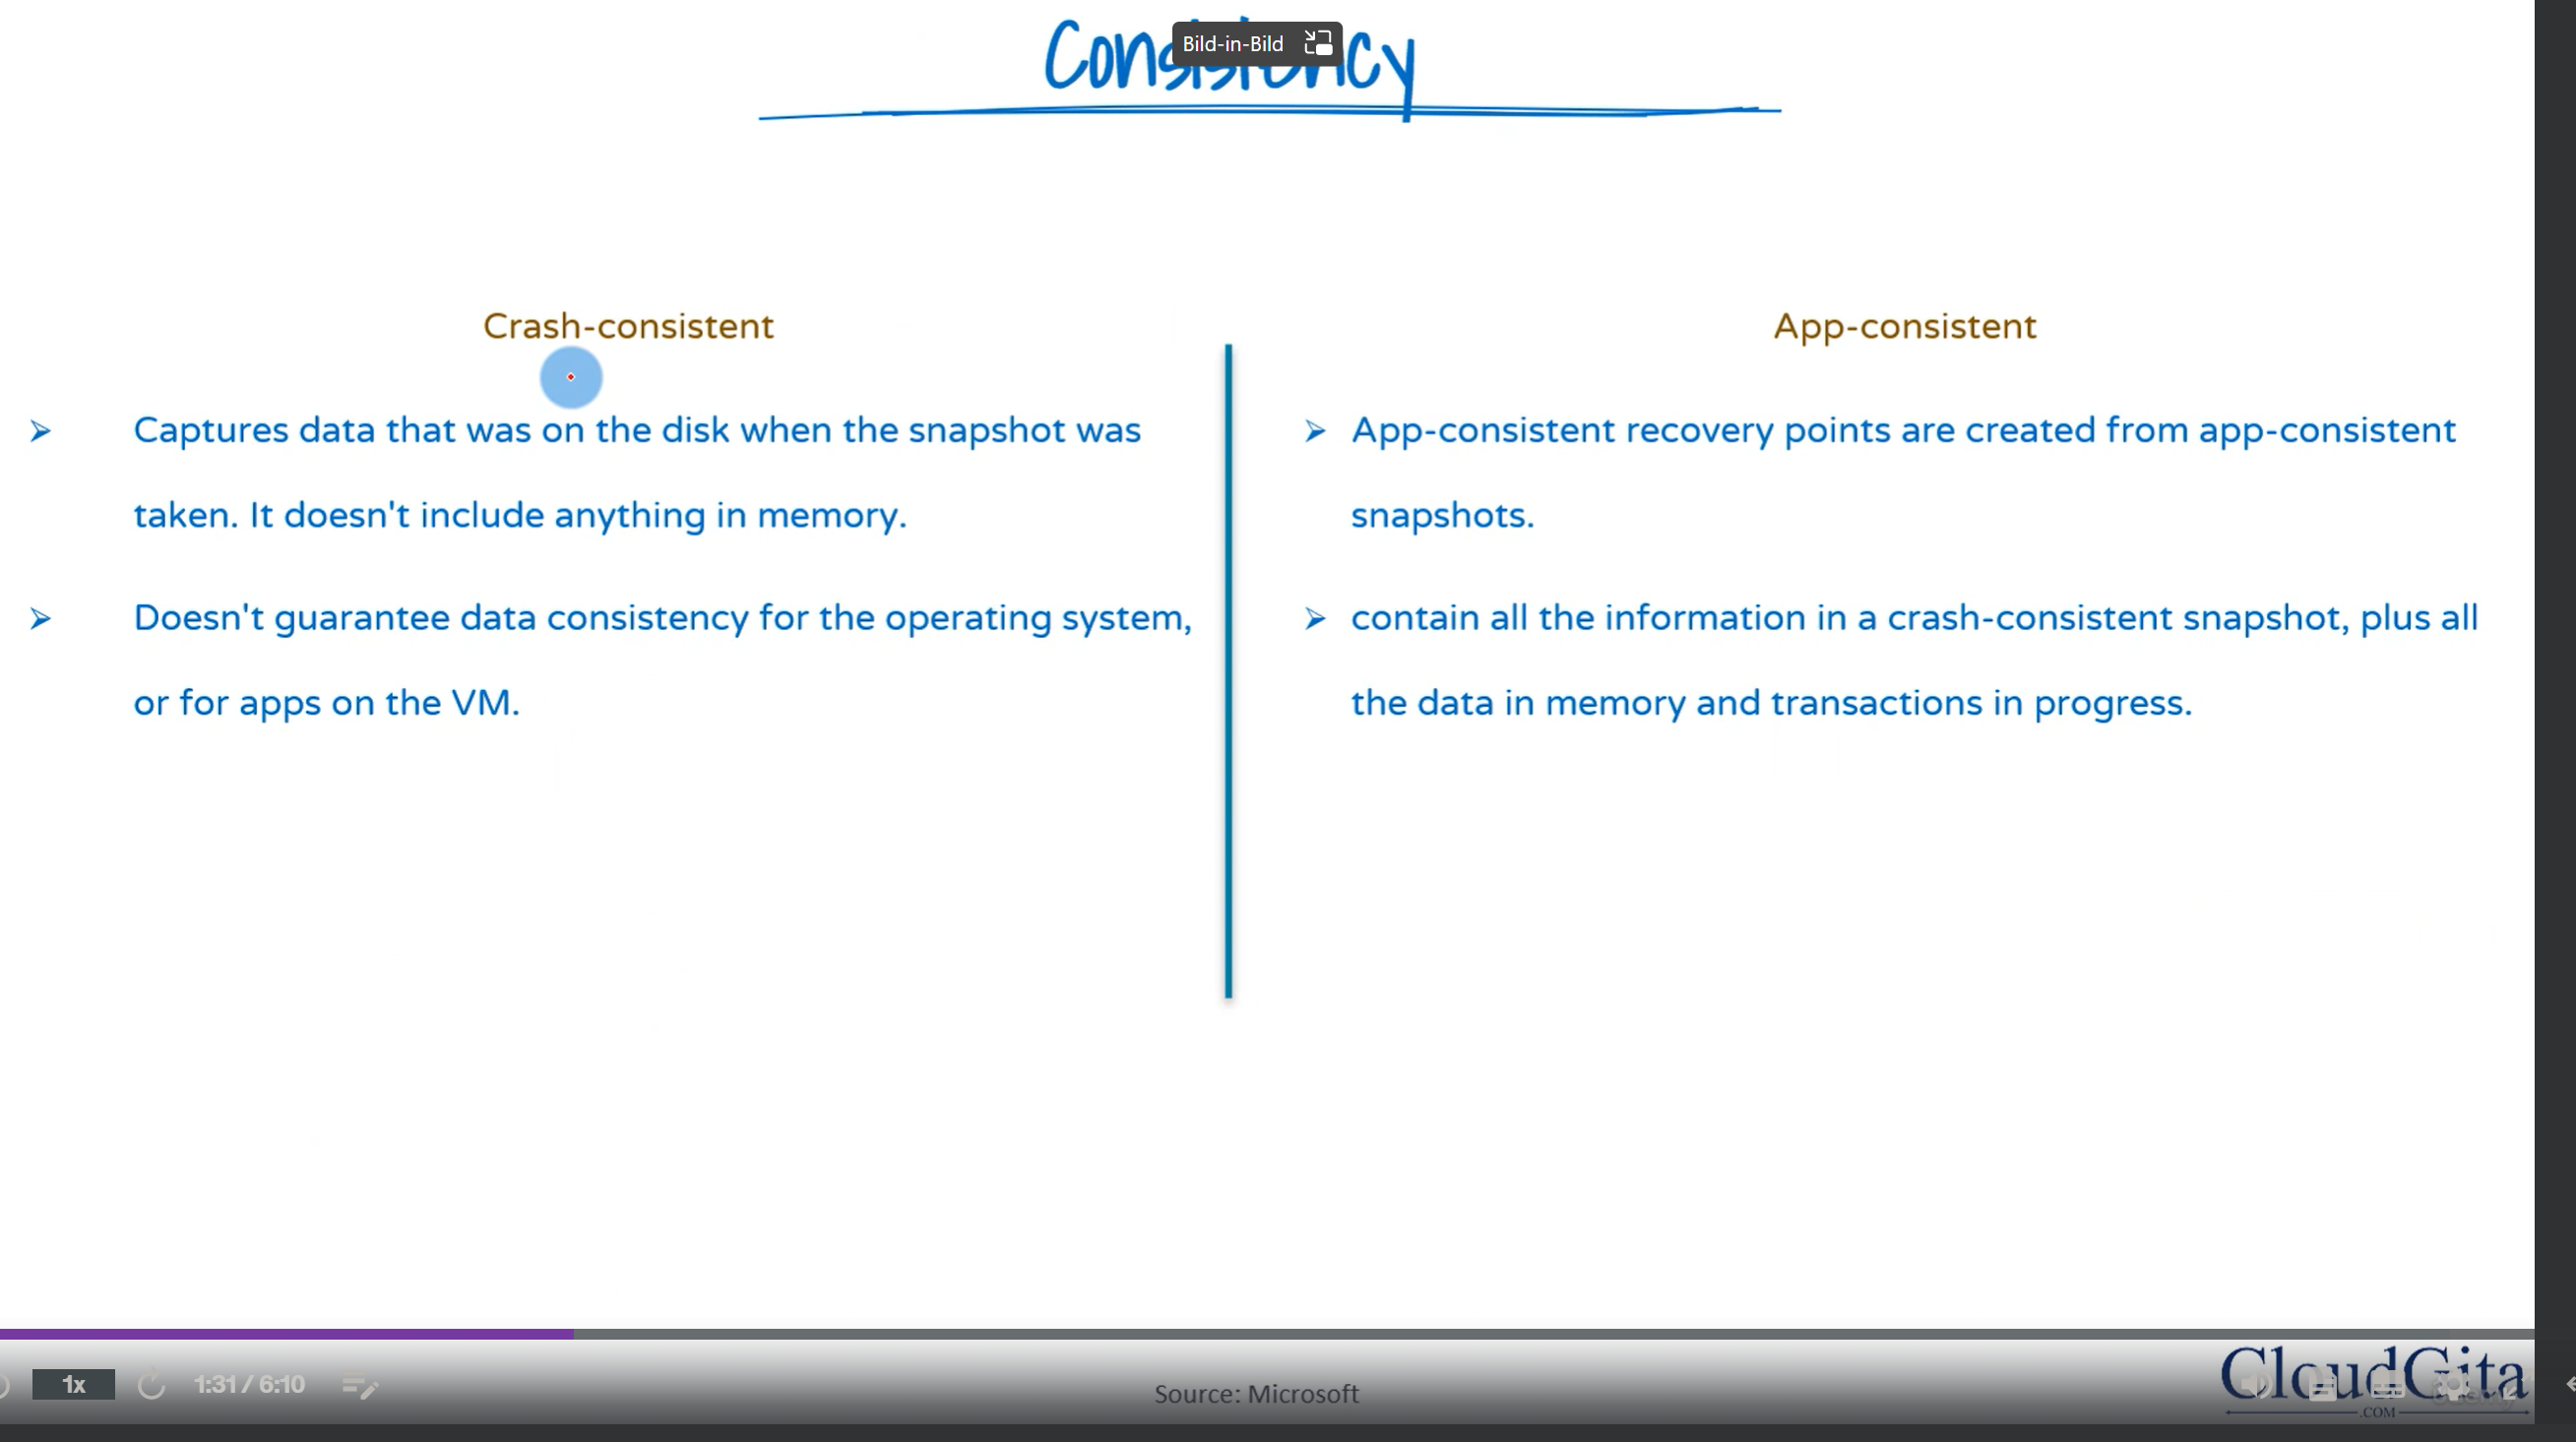 Consistency
Bild-in-Bild
Crash-consistent
Captures data that was on the disk when the snapshot was
taken. It doesn't include anything in memory.
Doesn't guarantee data consistency for the operating system,
or for apps on the VM.
App-consistent
App-consistent recovery points are created from app-consistent
snapshots.
contain all the information in a crash-consistent snapshot, plus all
the data in memory and transactions in progress.
1x
1:31 / 6:10
Source: Microsoft
CloudGita
.COM